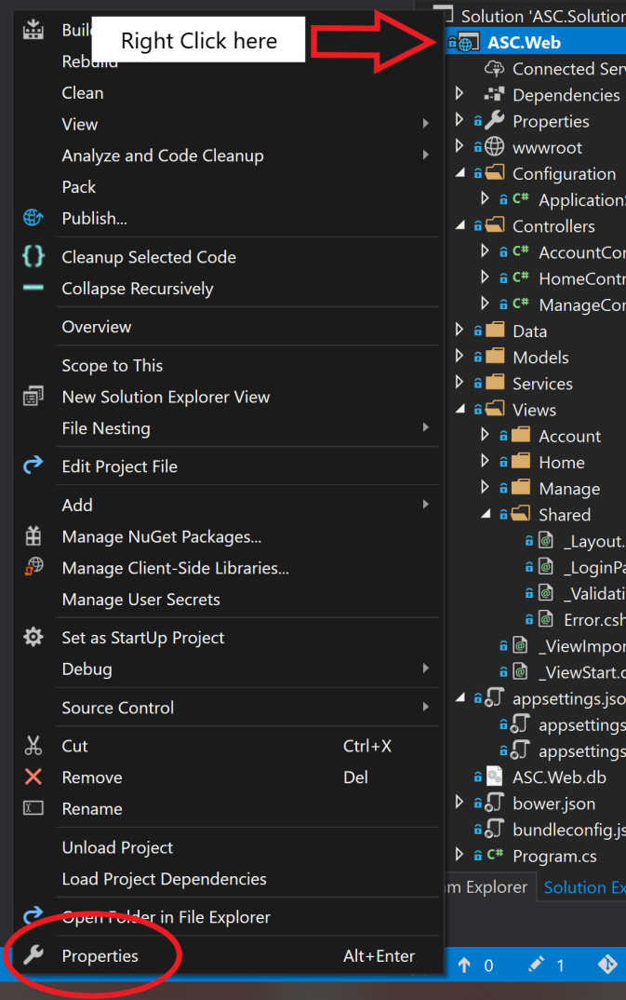 Build
Right Click here
Rebuild
Clean
View
Analyze and Code Cleanup
Pack
Publish...
Cleanup Selected Code
Collapse Recursively
Overview
Scope to This
New Solution Explorer View
File Nesting
Edit Project File
Add
Manage NuGet Packages...
Manage Client-Side Libraries...
Manage User Secrets
Set as StartUp Project
Debug
Source Control
Cut Ctrl+X
Remove Del
Rename
Unload Project
Load Project Dependencies
Open Folder in File Explorer
Properties Alt+Enter
Solution 'ASC.Solution
ASC.Web
Connected Ser
Dependencies
Properties
wwwroot
Configuration
C# Application
Controllers
C# AccountCor
C# HomeContr
C# ManageCor
Data
Models
Services
Views
Account
Home
Manage
Shared
_Layout.
_LoginPa
_Validati
Error.csh
_ViewImpor
_ViewStart.c
appsettings.jso
appsettings
appsettings
ASC.Web.db
bower.json
bundleconfig.js
C# Program.cs
m Explorer Solution Ex
0 1